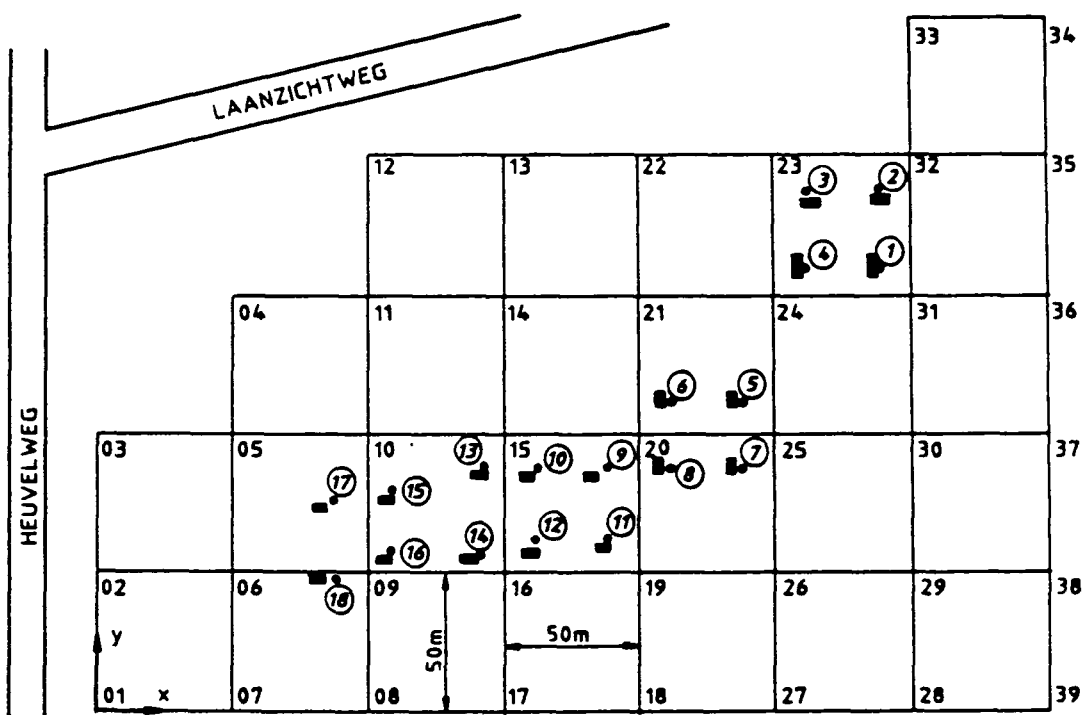 33 34
LAANZICHTWEG
12 13 22 23 32 35
3 2
4 1
04 11 14 21 24 31 36
6 5
HEUVELWEG
03 05 10 13 15 10 9 20 7 25 30 37
17 15 8
16 14 12 11
02 06 18 09 16 19 26 29 38
y 50m 50m
01 x 07 08 17 18 27 28 39